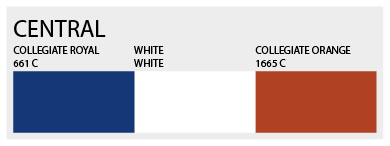 CENTRAL
COLLEGIATE ROYAL WHITE COLLEGIATE ORANGE
661 C WHITE 1665 C